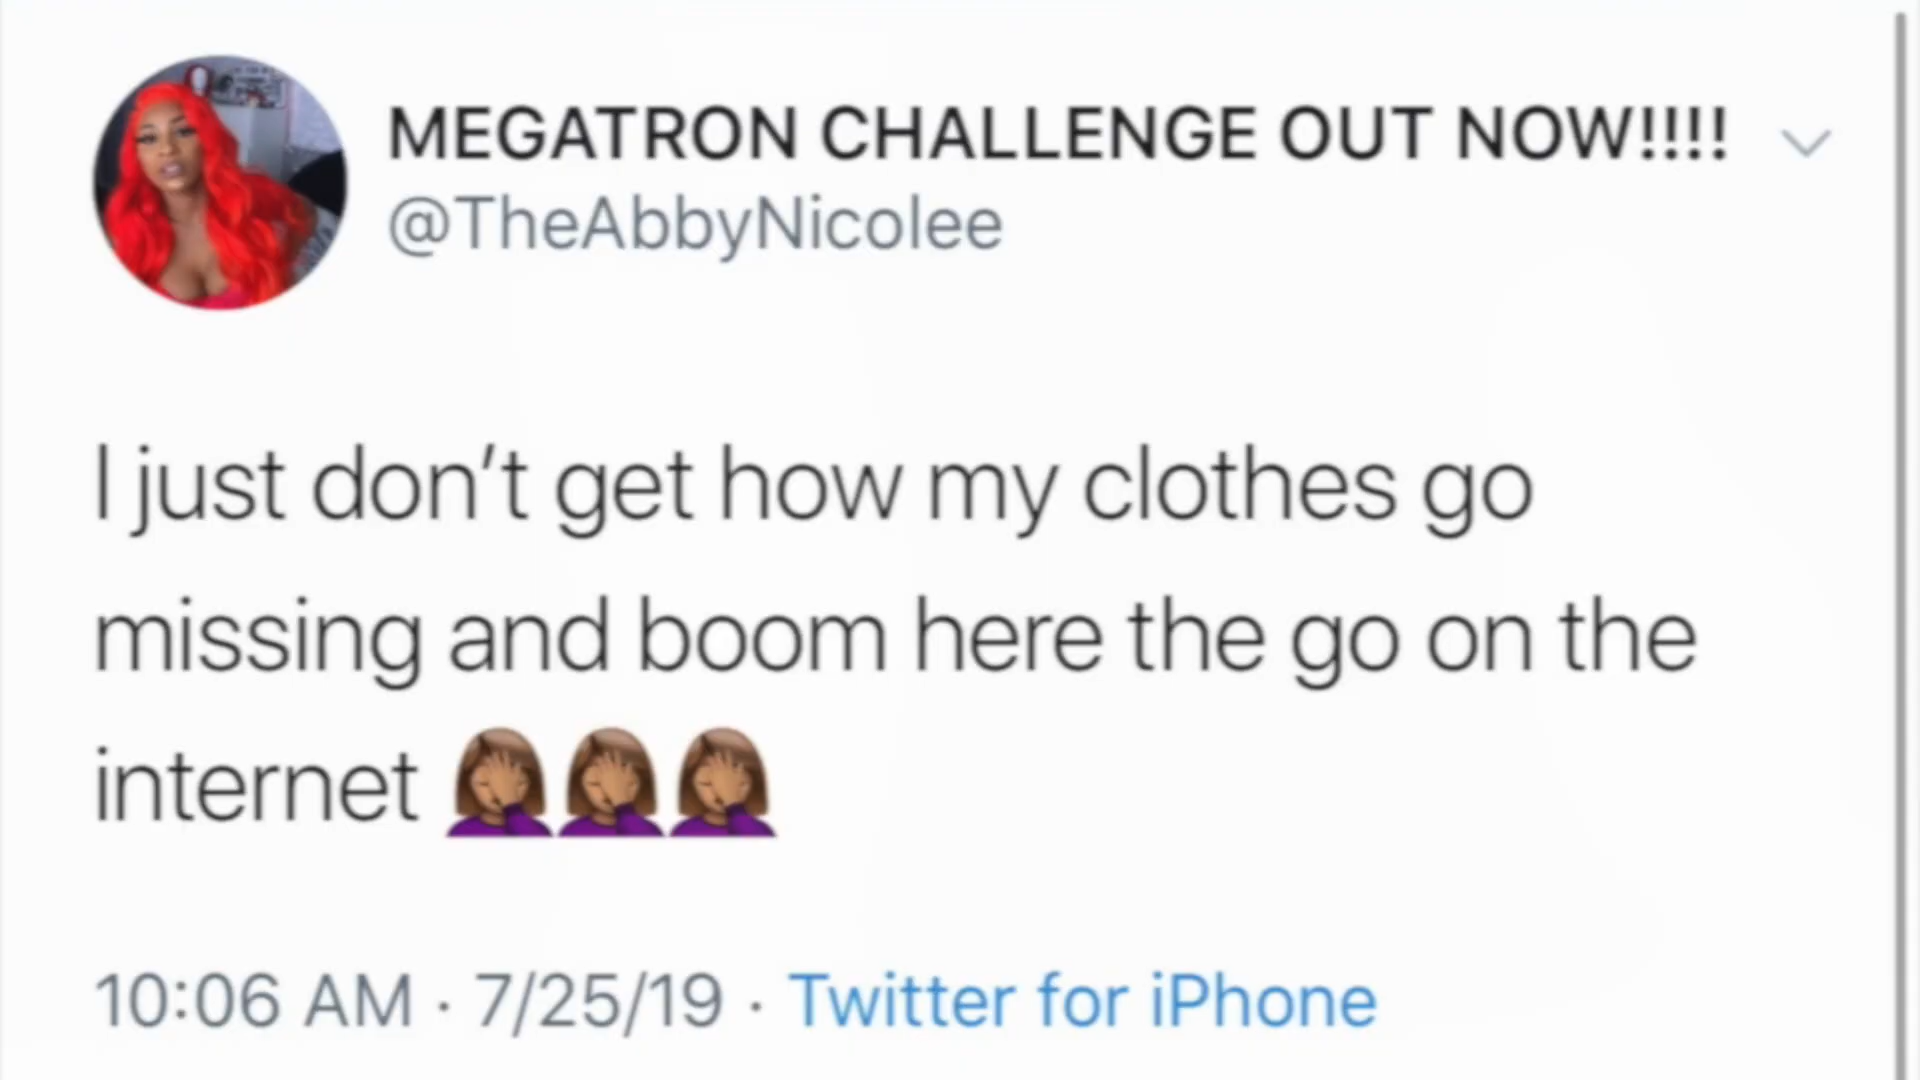 MEGATRON CHALLENGE OUT NOW!!!!
@TheAbbyNicolee
I just don’t get how my clothes go
missing and boom here the go on the
internet 🤦🏽‍♀️🤦🏽‍♀️🤦🏽‍♀️
10:06 AM · 7/25/19 · Twitter for iPhone